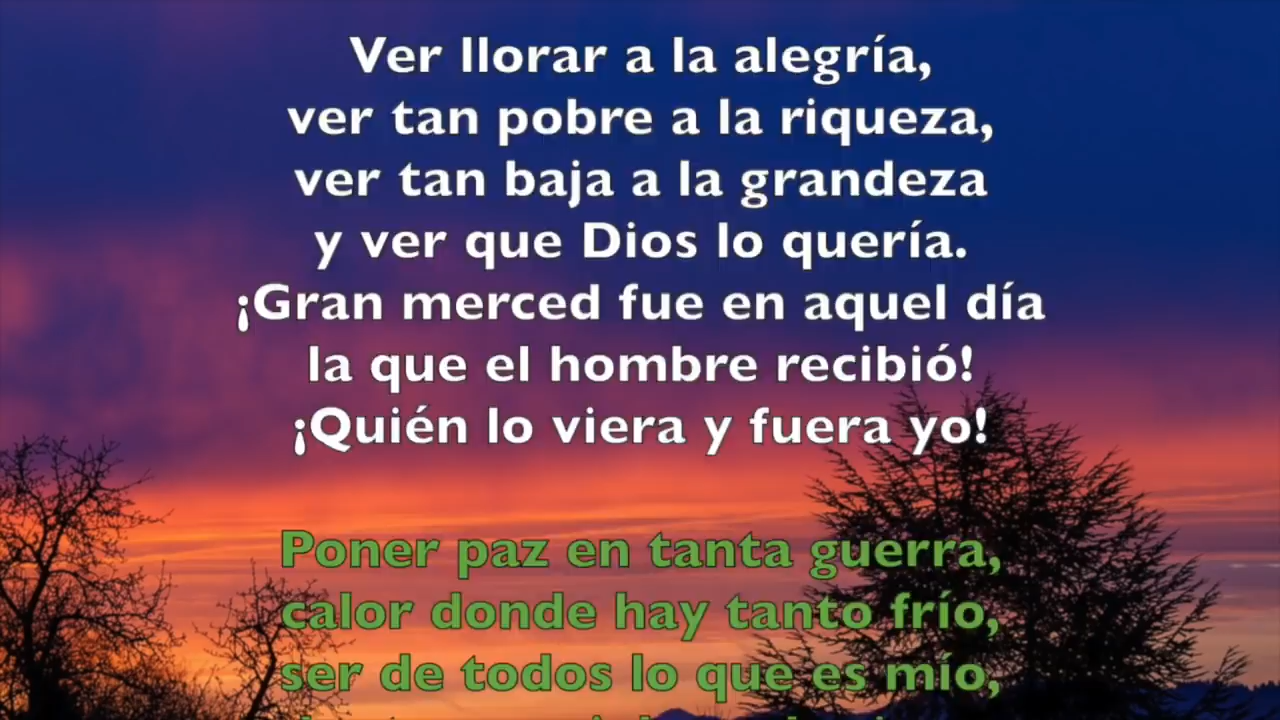 Ver llorar a la alegría,
ver tan pobre a la riqueza,
ver tan baja a la grandeza
y ver que Dios lo quería.
¡Gran merced fue en aquel día
la que el hombre recibió!
¡Quién lo viera y fuera yo!
Poner paz en tanta guerra,
calor donde hay tanto frío,
ser de todos lo que es mío,